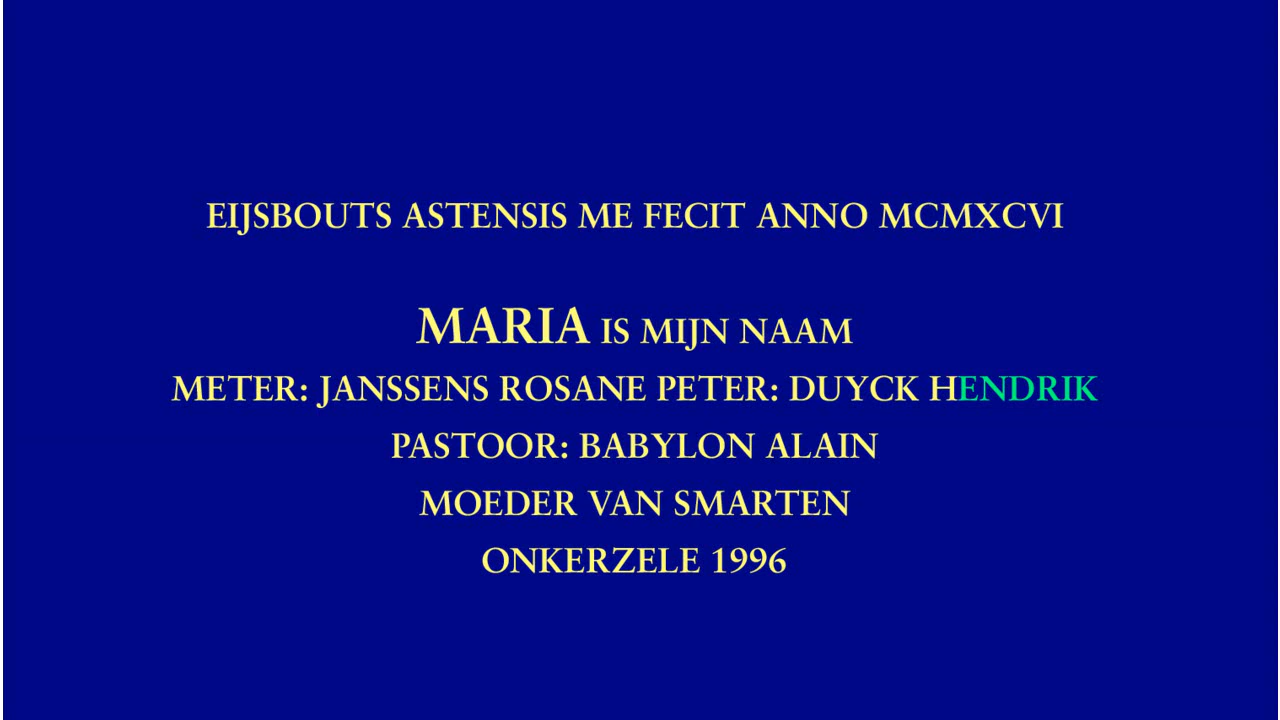 EIJSBOUTS ASTENSIS ME FECIT ANNO MCMXCVI
MARIA IS MIJN NAAM
METER: JANSSENS ROSANE PETER: DUYCK HENDRIK
PASTOOR: BABYLON ALAIN
MOEDER VAN SMARTEN
ONKERZELE 1996